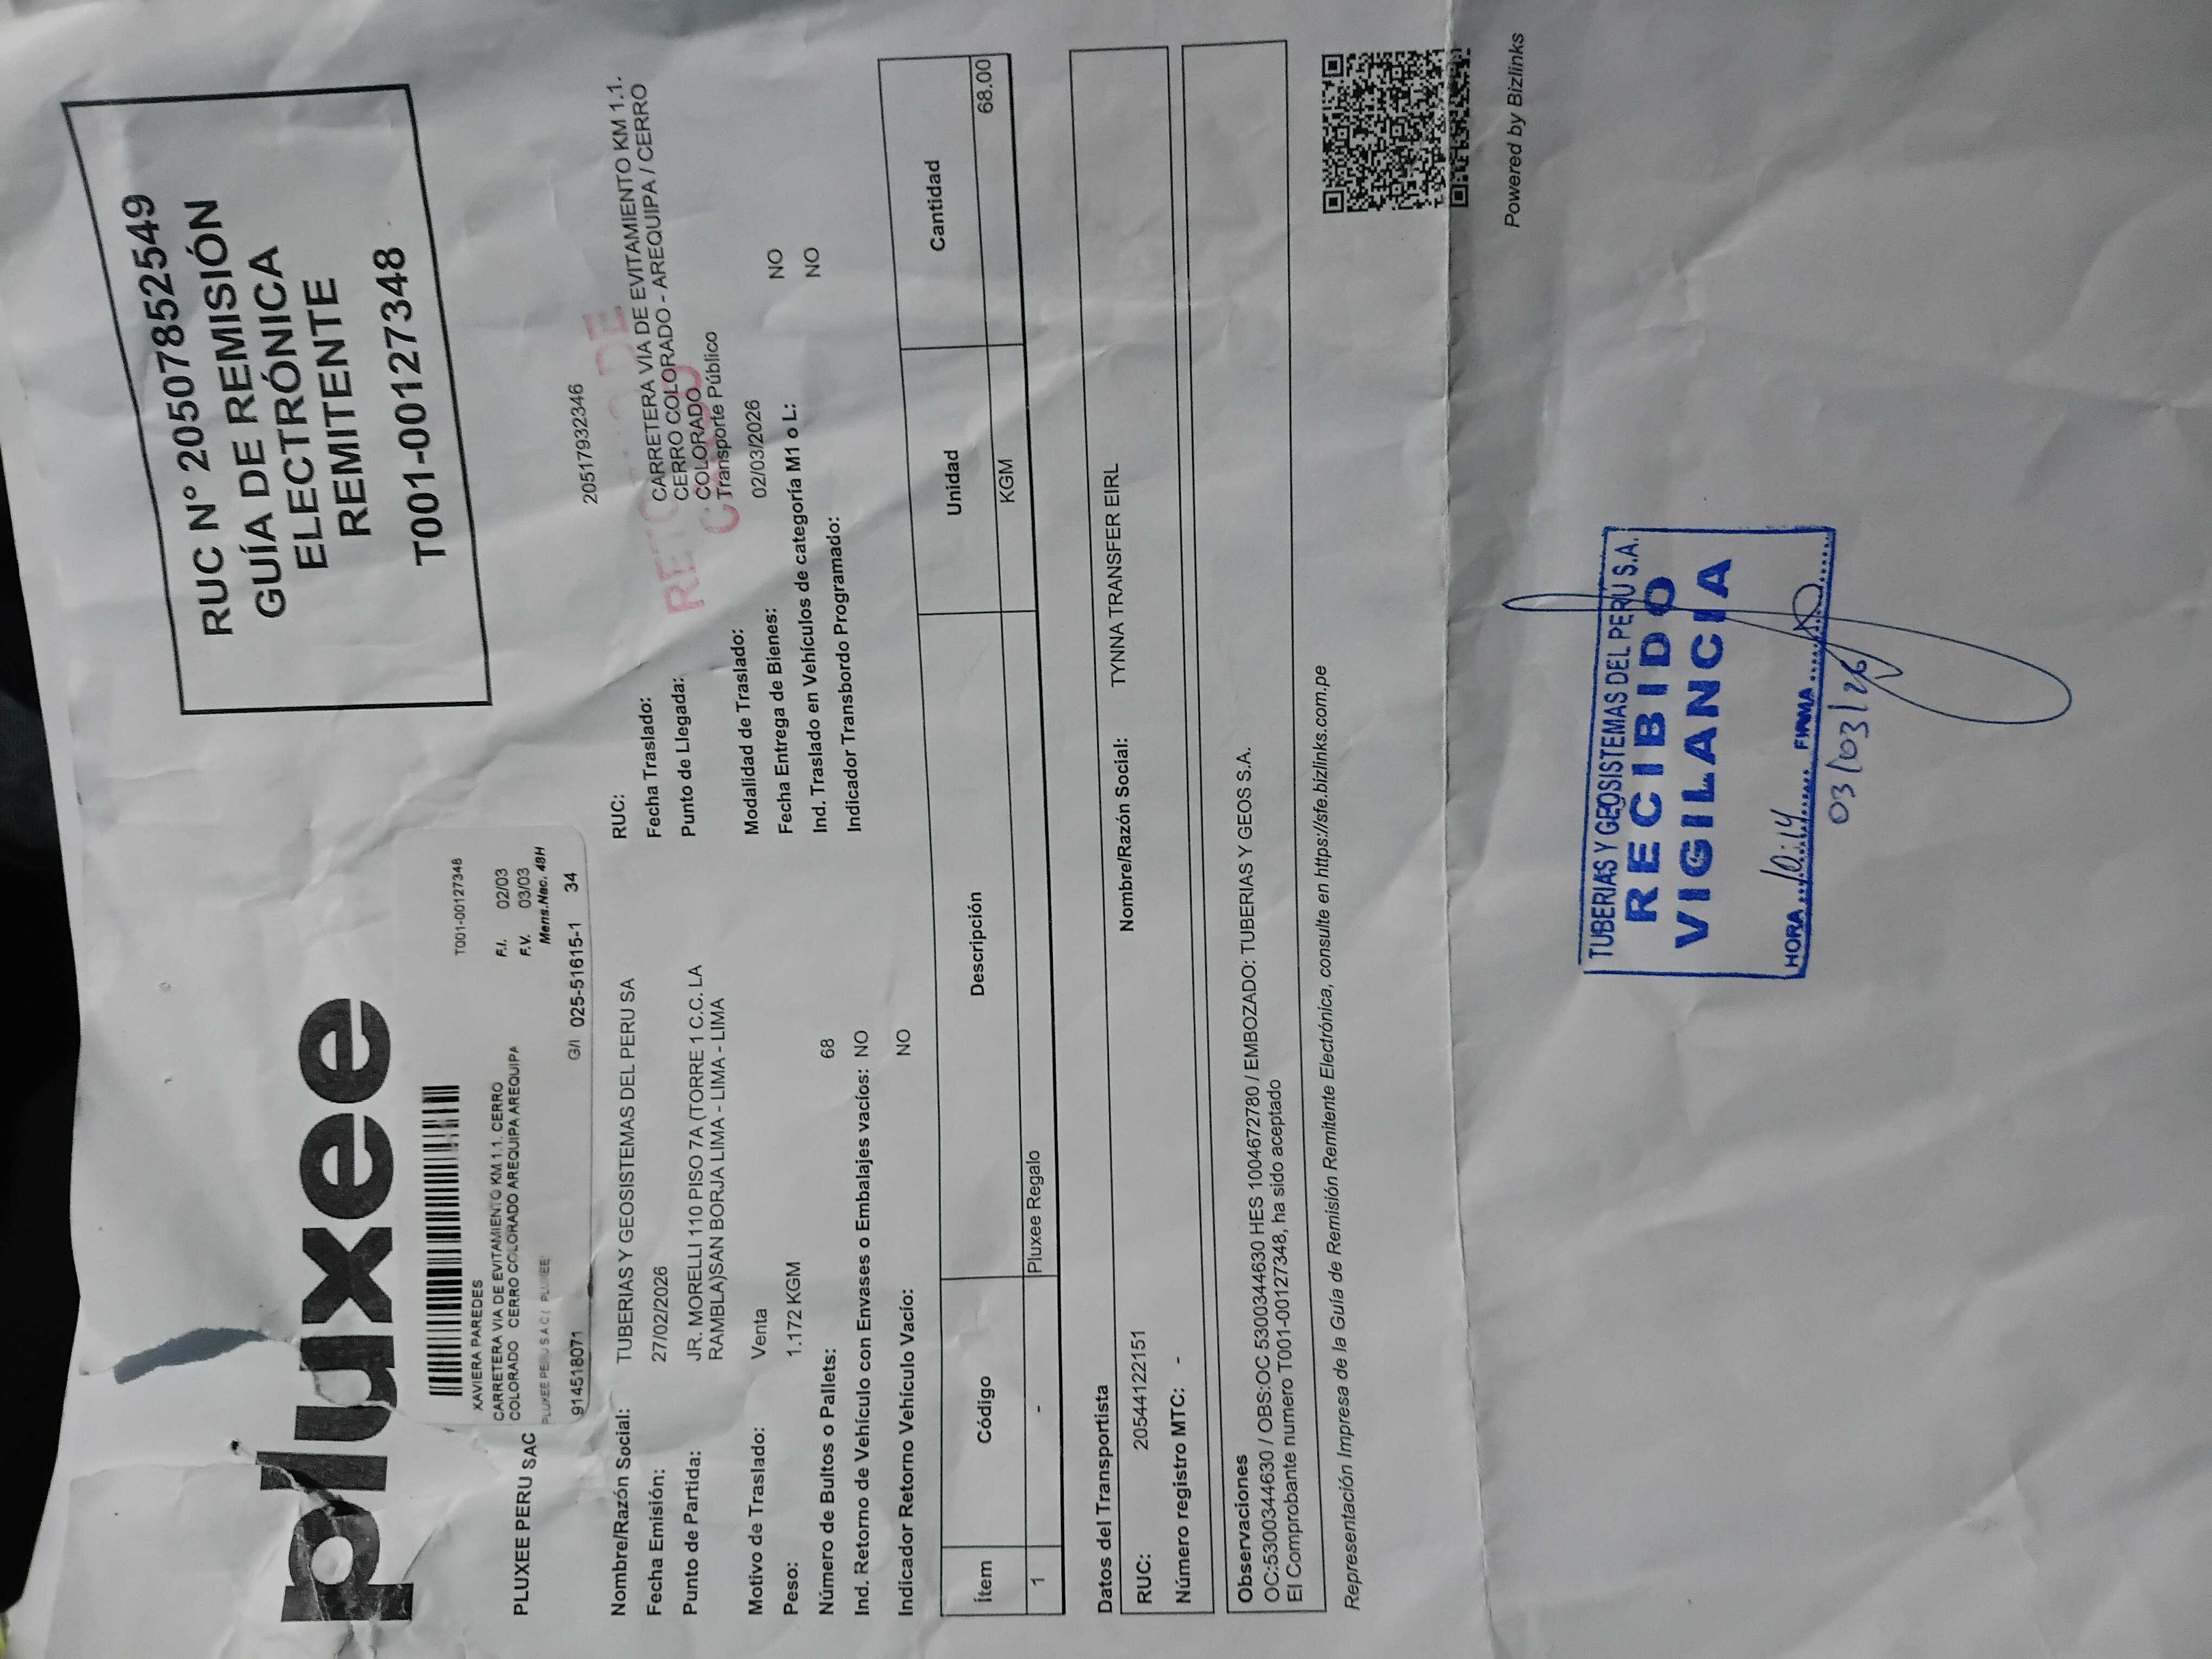 pluxee
RUC N° 20507852549
GUÍA DE REMISIÓN
ELECTRÓNICA
REMITENTE
T001-00127348
T001-00127348
XAVIERA PAREDES
CARRETERA VIA DE EVITAMIENTO KM 1.1. CERRO
COLORADO CERRO COLORADO AREQUIPA AREQUIPA
F.I. 02/03
F.V. 03/03
Mens.Nac. 48H
PLUXEE PERU S A C ( PLUXEE
914518071 G/I 025-51615-1 34
PLUXEE PERU SAC
Nombre/Razón Social: TUBERIAS Y GEOSISTEMAS DEL PERU SA
Fecha Emisión: 27/02/2026
Punto de Partida: JR. MORELLI 110 PISO 7A (TORRE 1 C.C. LA
RAMBLA)SAN BORJA LIMA - LIMA - LIMA
Motivo de Traslado: Venta
Peso: 1.172 KGM
Número de Bultos o Pallets: 68
Ind. Retorno de Vehículo con Envases o Embalajes vacíos: NO
Indicador Retorno Vehículo Vacío: NO
RUC: 20517932346
Fecha Traslado:
Punto de Llegada: CARRETERA VIA DE EVITAMIENTO KM 1.1.
CERRO COLORADO - AREQUIPA / CERRO
COLORADO
Modalidad de Traslado: Transporte Público
Fecha Entrega de Bienes: 02/03/2026
Ind. Traslado en Vehículos de categoría M1 o L: NO
Indicador Transbordo Programado: NO
DE
Ítem Código Descripción Unidad Cantidad
1 - Pluxee Regalo KGM 68.00
Datos del Transportista
RUC: 20544122151 Nombre/Razón Social: TYNNA TRANSFER EIRL
Número registro MTC: -
Observaciones
OC:5300344630 / OBS:OC 5300344630 HES 1004672780 / EMBOZADO: TUBERIAS Y GEOS S.A.
El Comprobante numero T001-00127348, ha sido aceptado
Representación Impresa de la Guía de Remisión Remitente Electrónica, consulte en https://sfe.bizlinks.com.pe
Powered by Bizlinks
TUBERIAS Y GEOSISTEMAS DEL PERÚ S.A.
RECIBIDO
VIGILANCIA
HORA 10:14 FIRMA
03/03/26